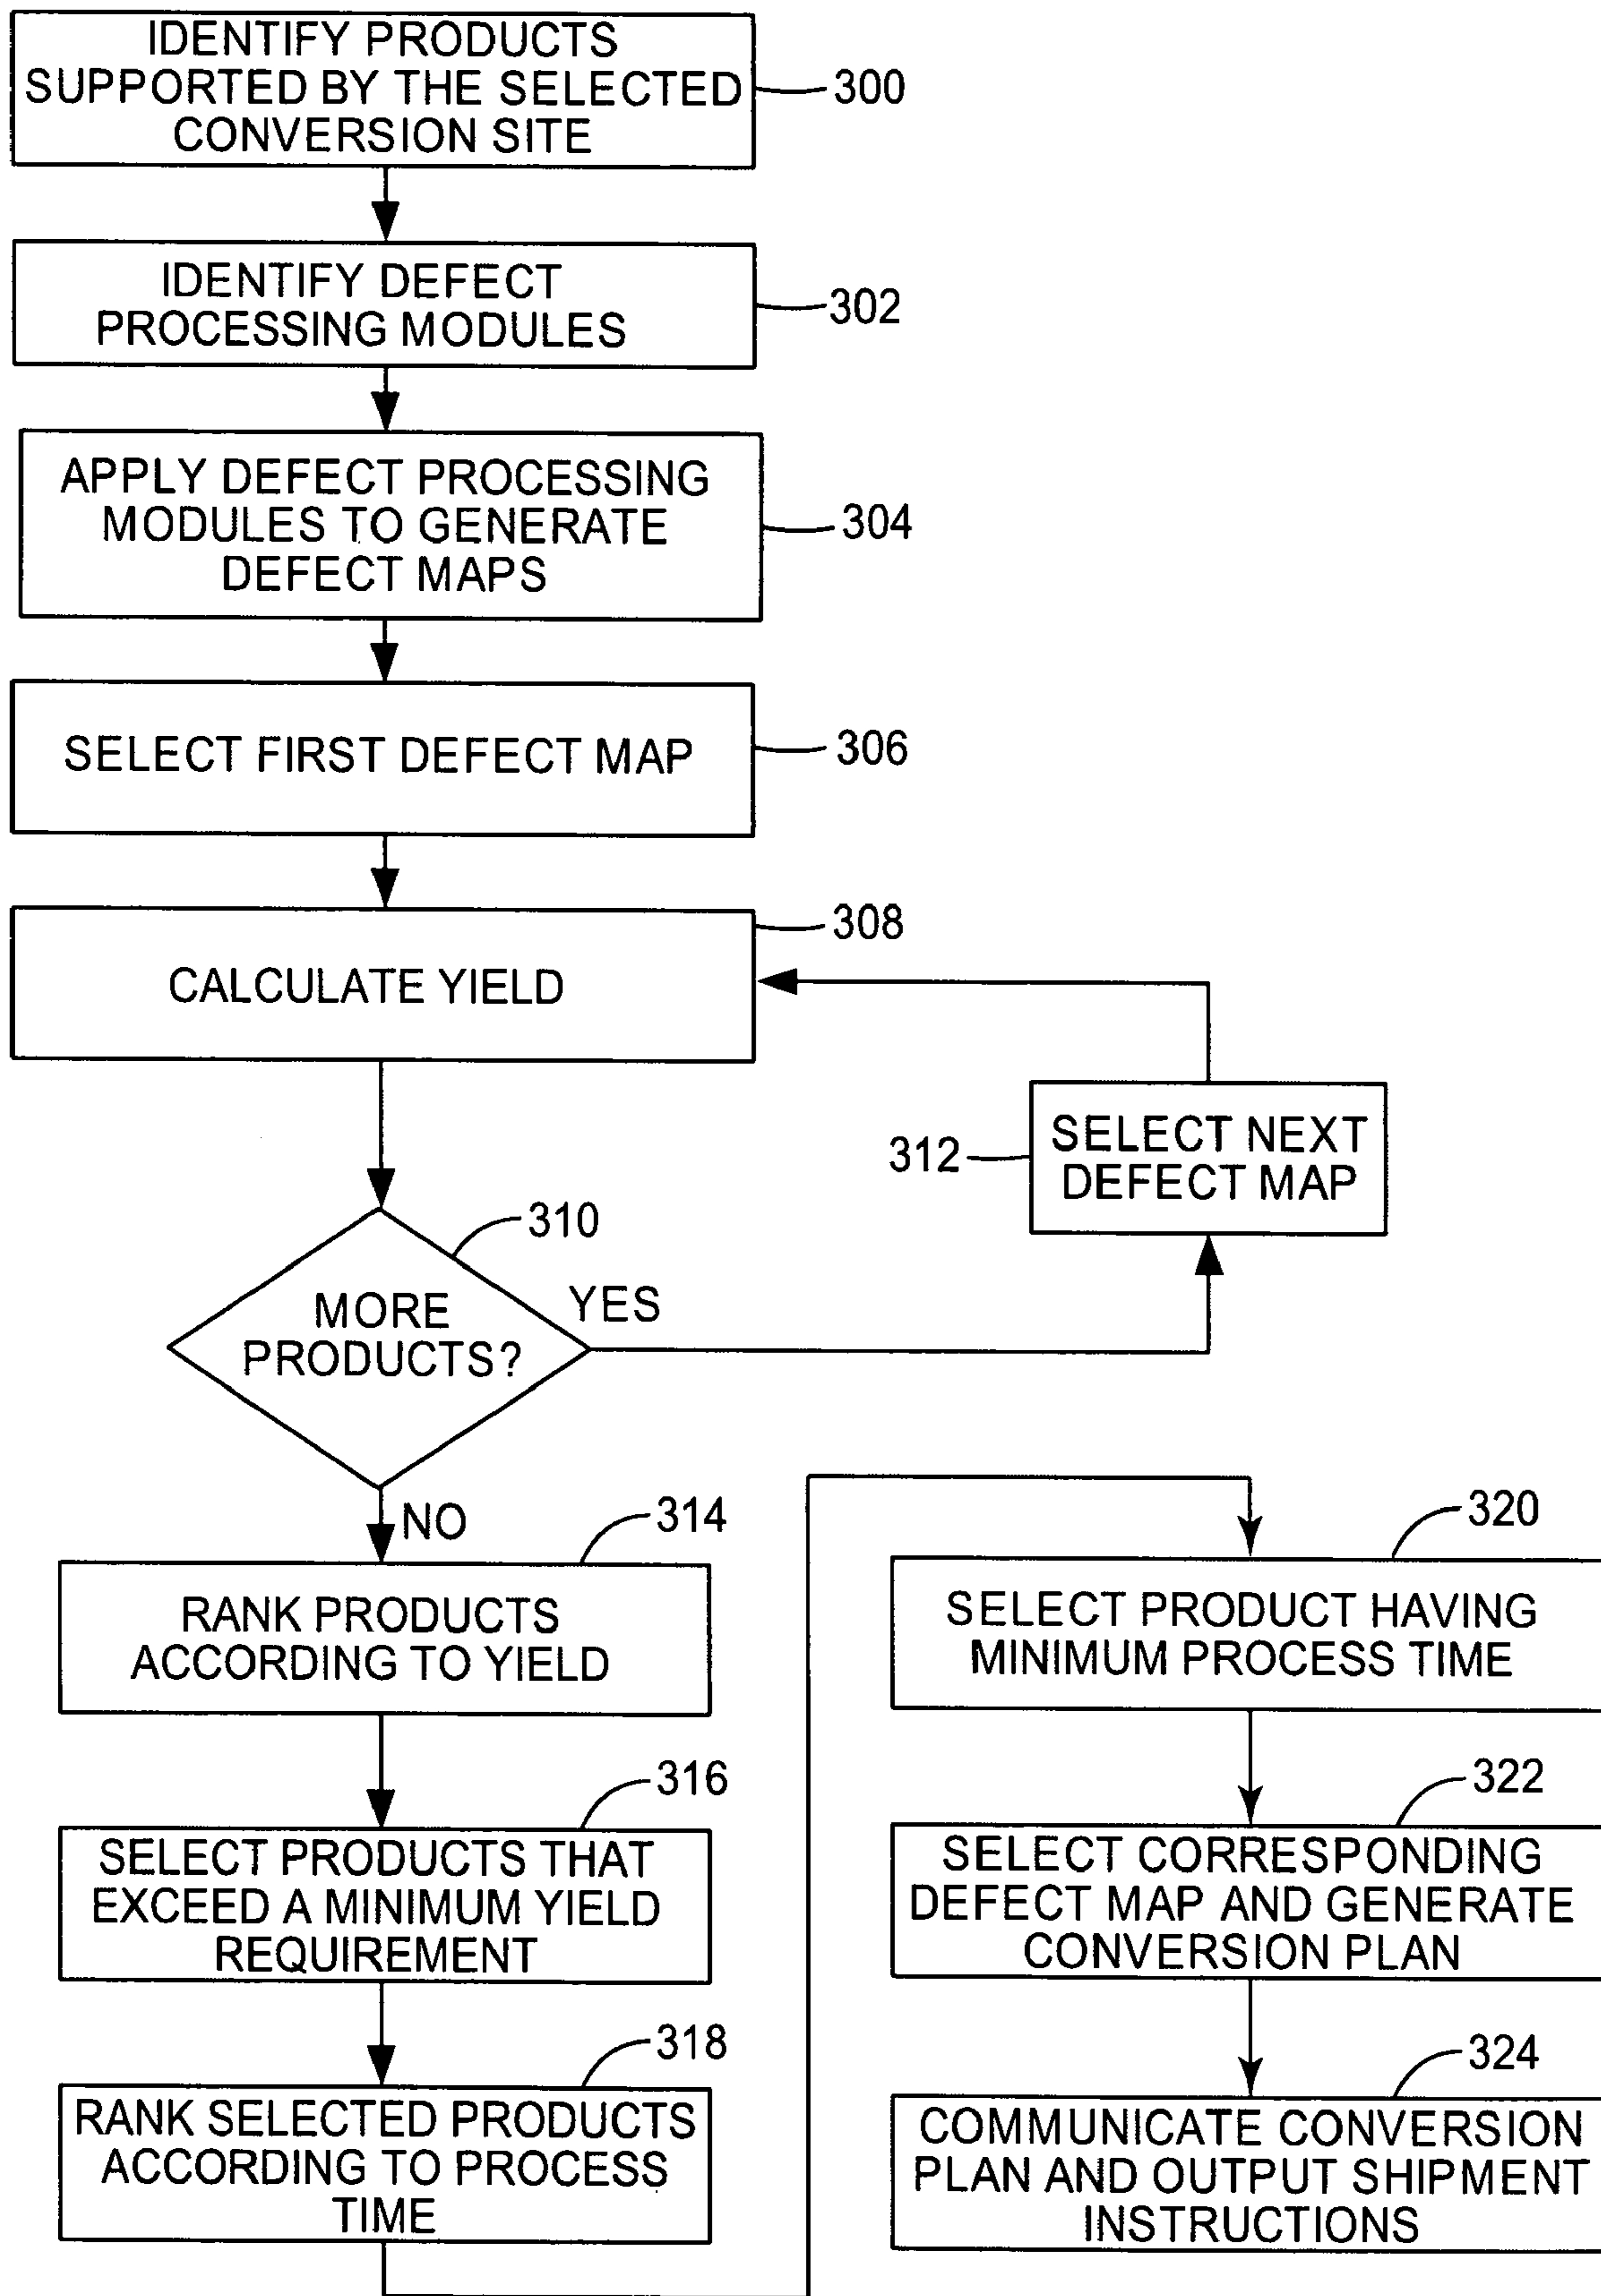 IDENTIFY PRODUCTS
SUPPORTED BY THE SELECTED
CONVERSION SITE
300
IDENTIFY DEFECT
PROCESSING MODULES
302
APPLY DEFECT PROCESSING
MODULES TO GENERATE
DEFECT MAPS
304
SELECT FIRST DEFECT MAP
306
CALCULATE YIELD
308
312
SELECT NEXT
DEFECT MAP
310
MORE
PRODUCTS?
YES
NO
314
RANK PRODUCTS
ACCORDING TO YIELD
316
SELECT PRODUCTS THAT
EXCEED A MINIMUM YIELD
REQUIREMENT
318
RANK SELECTED PRODUCTS
ACCORDING TO PROCESS
TIME
320
SELECT PRODUCT HAVING
MINIMUM PROCESS TIME
322
SELECT CORRESPONDING
DEFECT MAP AND GENERATE
CONVERSION PLAN
324
COMMUNICATE CONVERSION
PLAN AND OUTPUT SHIPMENT
INSTRUCTIONS